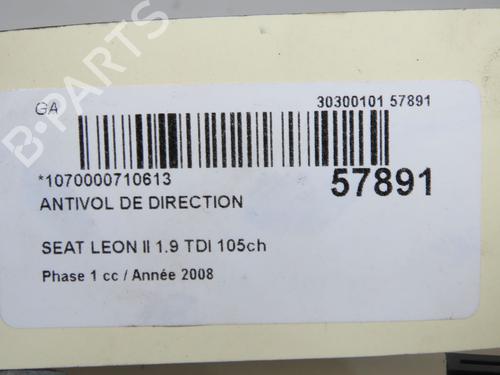 B-PARTS
GA
30300101 57891
*1070000710613
57891
ANTIVOL DE DIRECTION
SEAT LEON II 1.9 TDI 105ch
Phase 1 cc / Année 2008